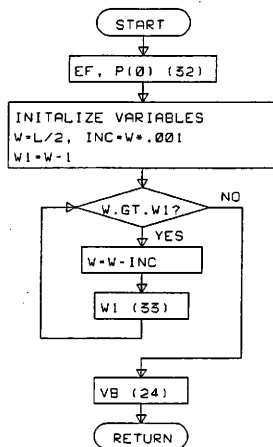 START
EF, P(0) (32)
INITALIZE VARIABLES
W=L/2, INC=W*.001
W1=W-1
W.GT.W1?
NO
YES
W=W-INC
W1 (33)
VB (24)
RETURN